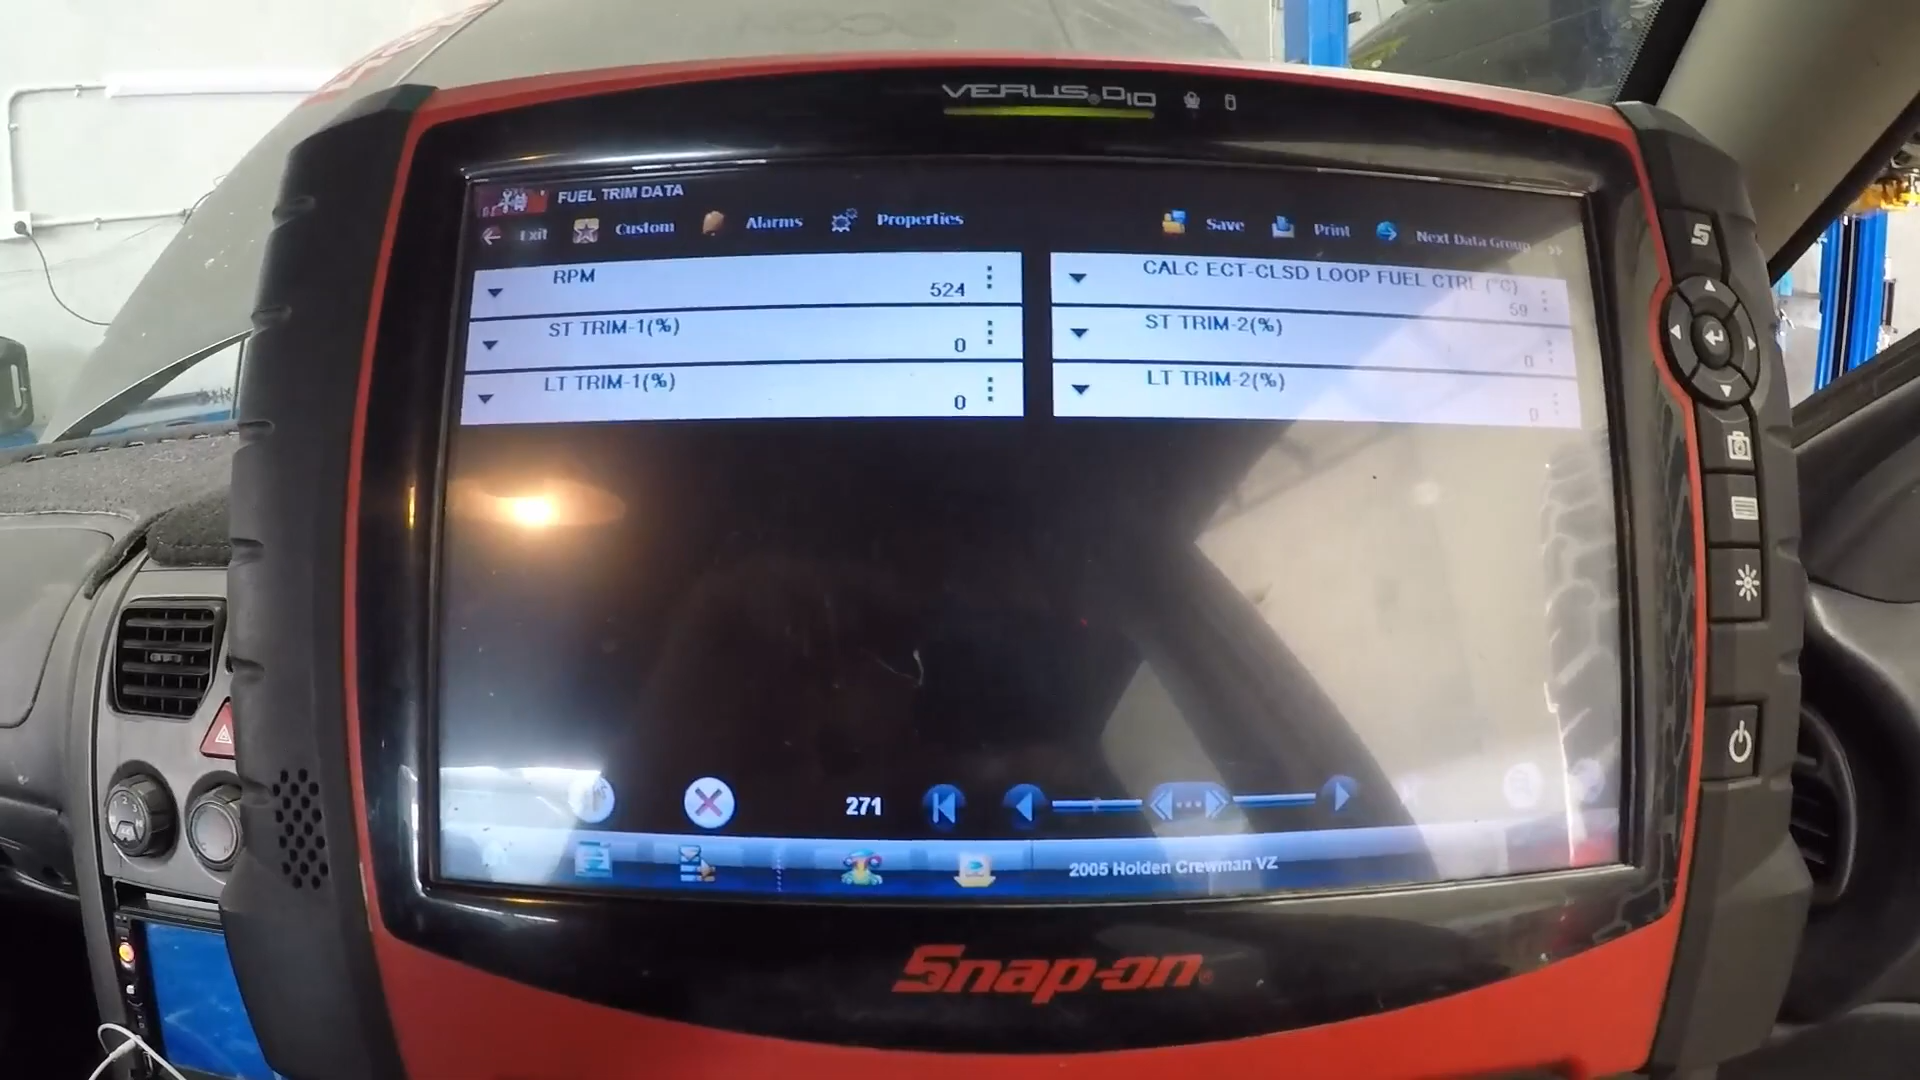 VERUS® D10
FUEL TRIM DATA
Exit Custom Alarms Properties Save Print Next Data Group
RPM
524
CALC ECT-CLSD LOOP FUEL CTRL (°C)
59
ST TRIM-1(%)
0
ST TRIM-2(%)
0
LT TRIM-1(%)
0
LT TRIM-2(%)
0
271
2005 Holden Crewman VZ
Snap-on®
S